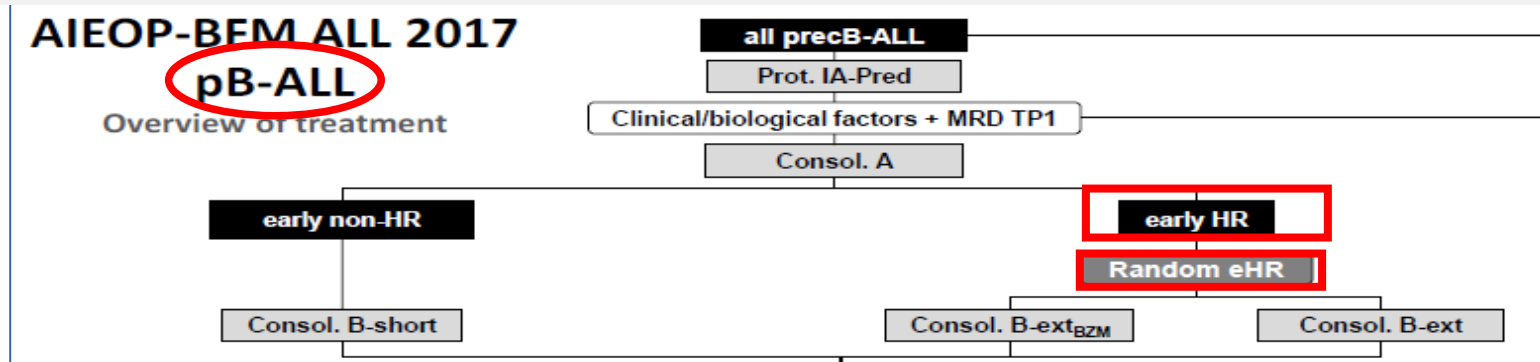 AIEOP-BFM ALL 2017
pB-ALL
Overview of treatment
all precB-ALL
Prot. IA-Pred
Clinical/biological factors + MRD TP1
Consol. A
early non-HR
early HR
Random eHR
Consol. B-short
Consol. B-extBZM
Consol. B-ext